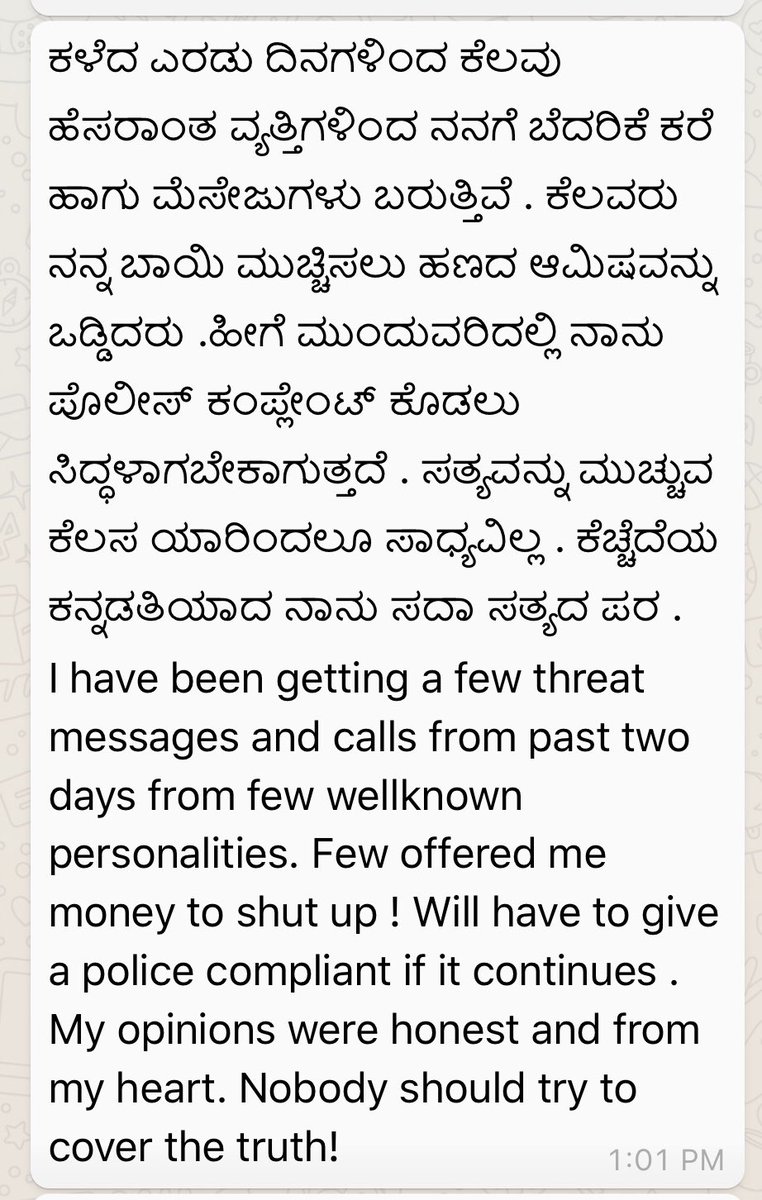 ಕಳೆದ ಎರಡು ದಿನಗಳಿಂದ ಕೆಲವು
ಹೆಸರಾಂತ ವ್ಯಕ್ತಿಗಳಿಂದ ನನಗೆ ಬೆದರಿಕೆ ಕರೆ
ಹಾಗು ಮೆಸೇಜುಗಳು ಬರುತ್ತಿವೆ . ಕೆಲವರು
ನನ್ನ ಬಾಯಿ ಮುಚ್ಚಿಸಲು ಹಣದ ಆಮಿಷವನ್ನು
ಒಡ್ಡಿದರು .ಹೀಗೆ ಮುಂದುವರಿದಲ್ಲಿ ನಾನು
ಪೊಲೀಸ್ ಕಂಪ್ಲೇಂಟ್ ಕೊಡಲು
ಸಿದ್ಧಳಾಗಬೇಕಾಗುತ್ತದೆ . ಸತ್ಯವನ್ನು ಮುಚ್ಚುವ
ಕೆಲಸ ಯಾರಿಂದಲೂ ಸಾಧ್ಯವಿಲ್ಲ . ಕೆಚ್ಚೆದೆಯ
ಕನ್ನಡತಿಯಾದ ನಾನು ಸದಾ ಸತ್ಯದ ಪರ .
I have been getting a few threat
messages and calls from past two
days from few wellknown
personalities. Few offered me
money to shut up ! Will have to give
a police compliant if it continues .
My opinions were honest and from
my heart. Nobody should try to
cover the truth!
1:01 PM